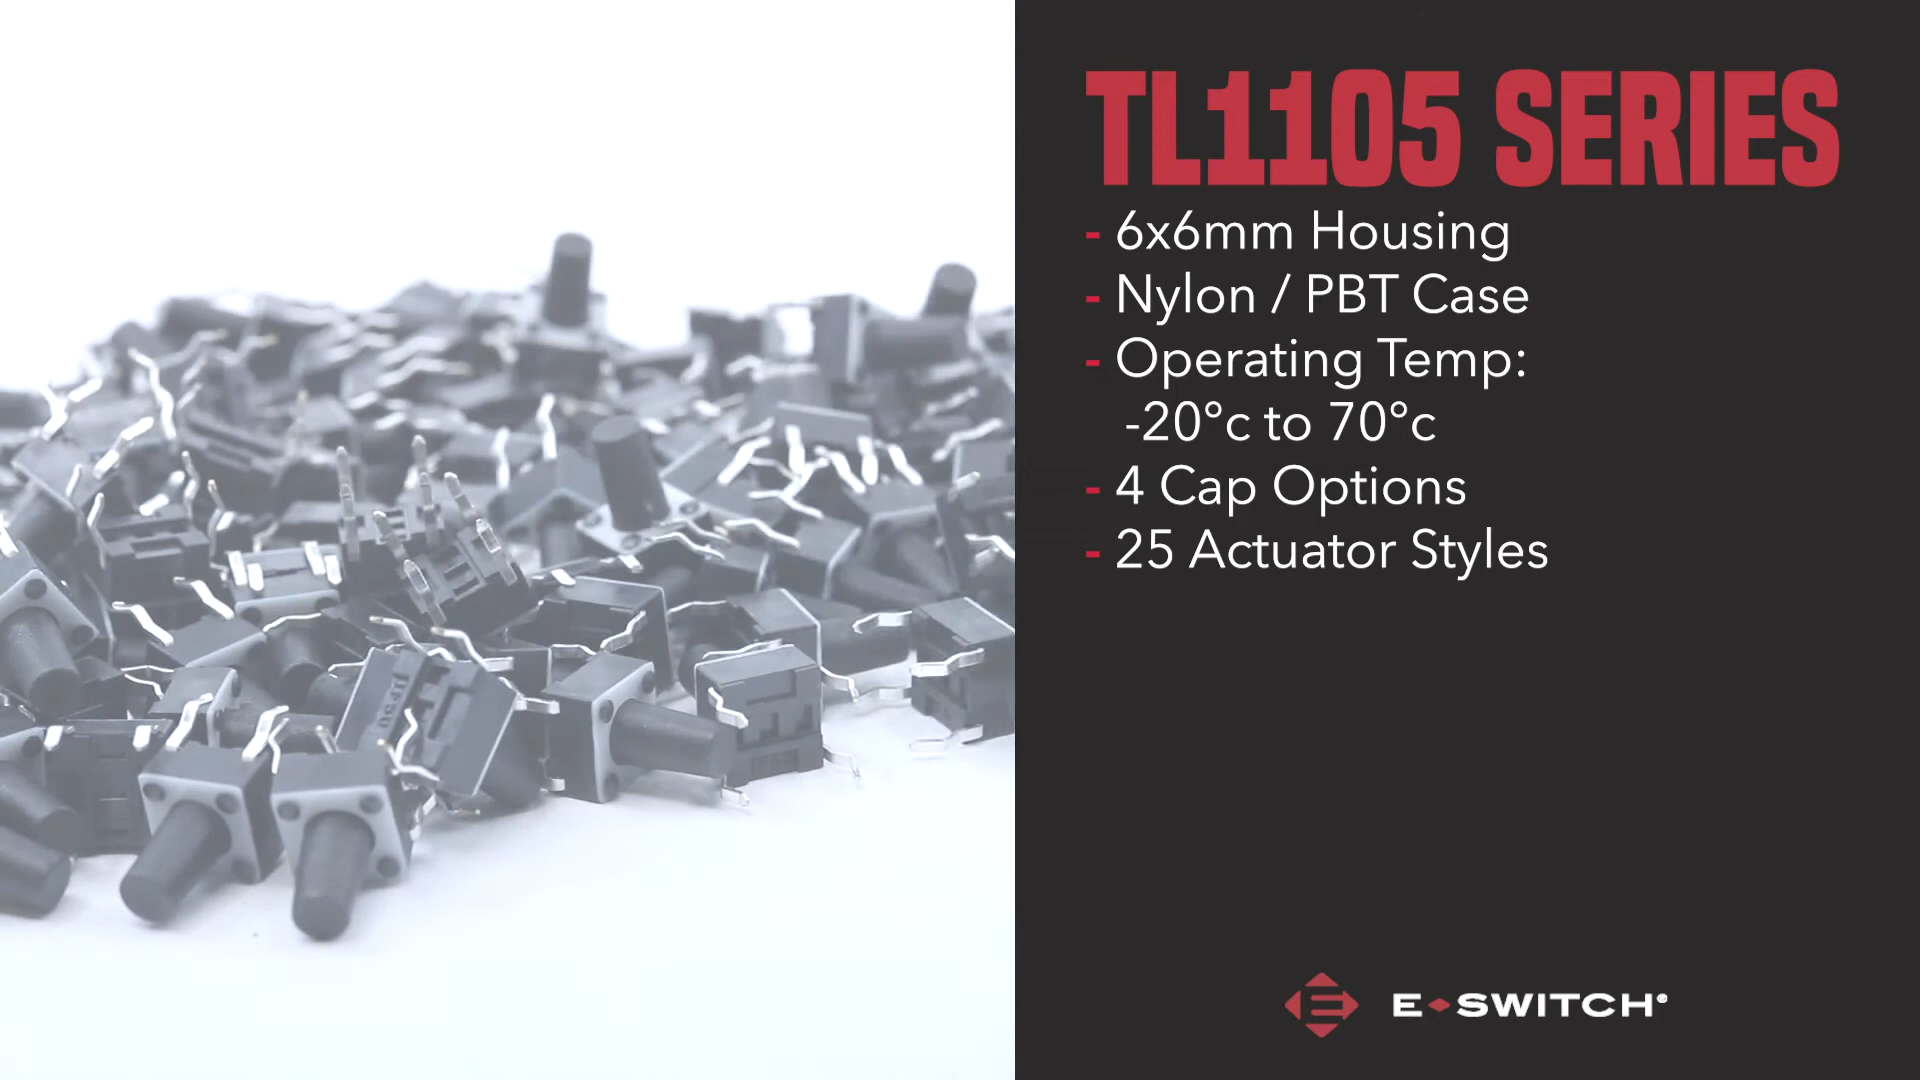 TL1105 SERIES
- 6x6mm Housing
- Nylon / PBT Case
- Operating Temp:
-20°c to 70°c
- 4 Cap Options
- 25 Actuator Styles
E SWITCH®